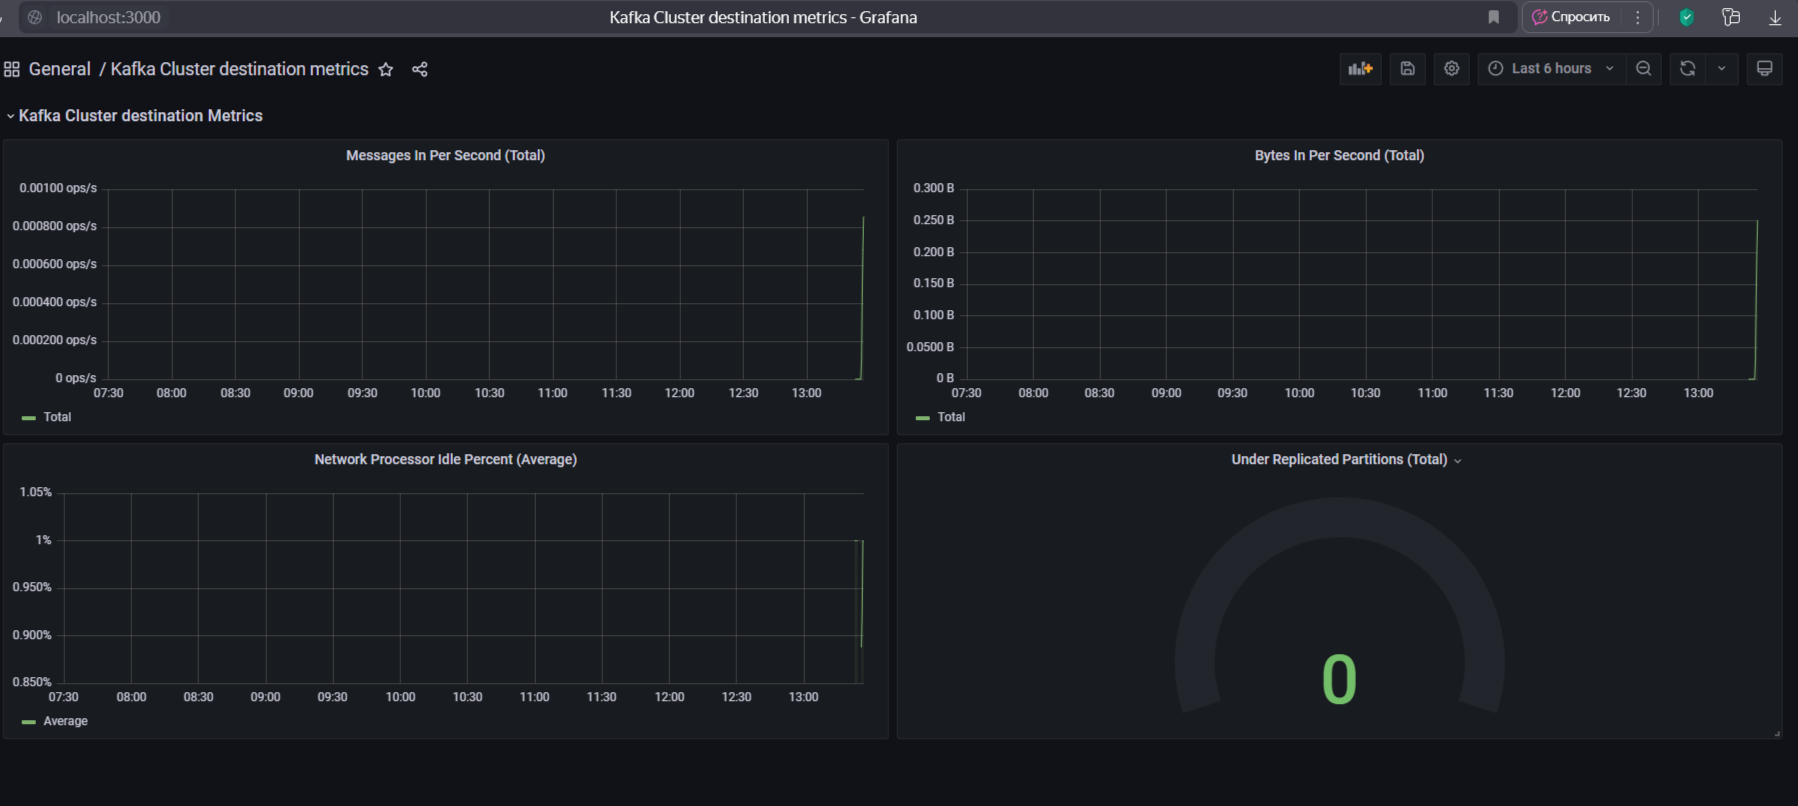 localhost:3000
Kafka Cluster destination metrics - Grafana
Спросить
General / Kafka Cluster destination metrics
Last 6 hours
Kafka Cluster destination Metrics
Messages In Per Second (Total)
0.00100 ops/s
0.000800 ops/s
0.000600 ops/s
0.000400 ops/s
0.000200 ops/s
0 ops/s
07:30 08:00 08:30 09:00 09:30 10:00 10:30 11:00 11:30 12:00 12:30 13:00
Total
Bytes In Per Second (Total)
0.300 B
0.250 B
0.200 B
0.150 B
0.100 B
0.0500 B
0 B
07:30 08:00 08:30 09:00 09:30 10:00 10:30 11:00 11:30 12:00 12:30 13:00
Total
Network Processor Idle Percent (Average)
1.05%
1%
0.950%
0.900%
0.850%
07:30 08:00 08:30 09:00 09:30 10:00 10:30 11:00 11:30 12:00 12:30 13:00
Average
Under Replicated Partitions (Total)
0